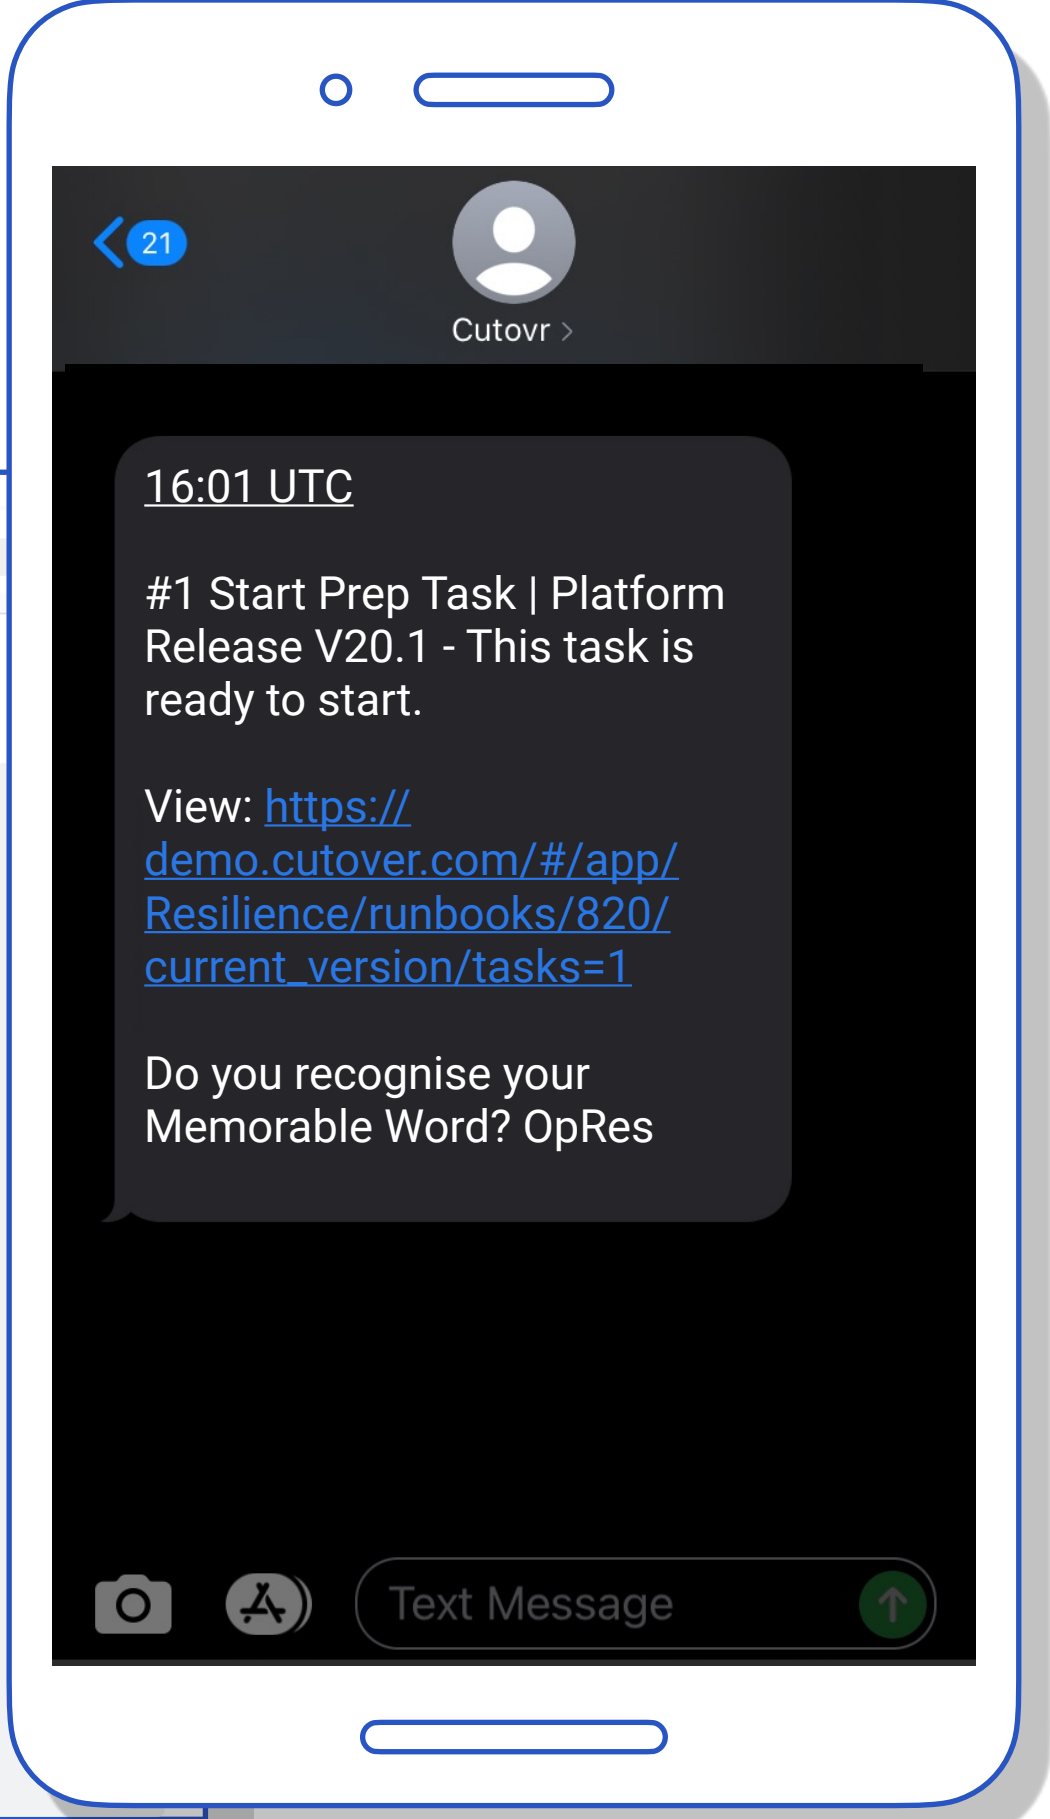 21
Cutovr >
16:01 UTC
#1 Start Prep Task | Platform
Release V20.1 - This task is
ready to start.
View: https://
demo.cutover.com/#/app/
Resilience/runbooks/820/
current_version/tasks=1
Do you recognise your
Memorable Word? OpRes
Text Message